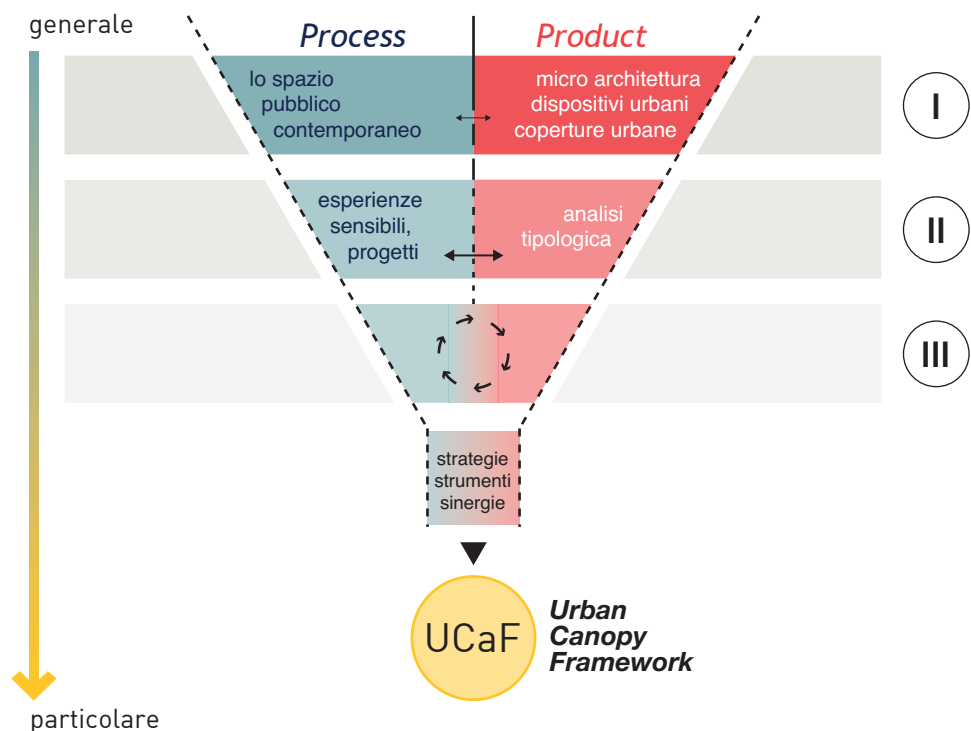 generale
Process
Product
lo spazio
pubblico
contemporaneo
micro architettura
dispositivi urbani
coperture urbane
I
esperienze
sensibili,
progetti
analisi
tipologica
II
III
strategie
strumenti
sinergie
UCaF
Urban
Canopy
Framework
particolare